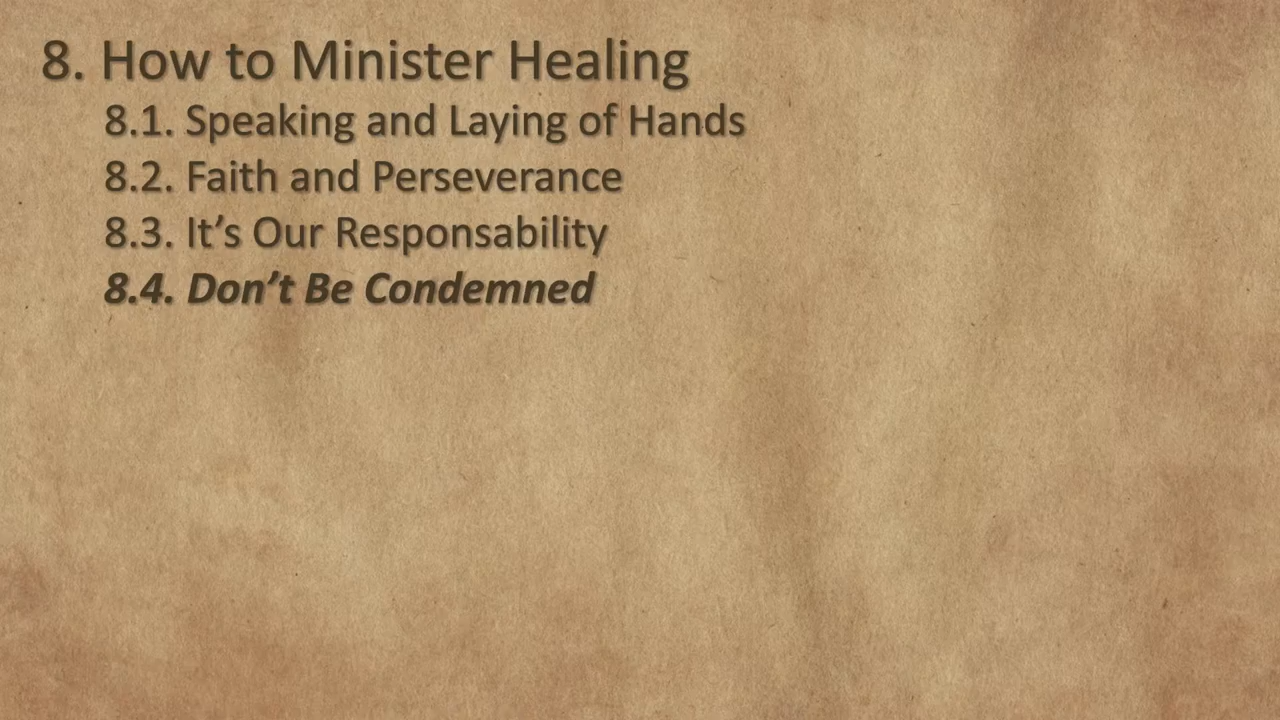 8. How to Minister Healing
8.1. Speaking and Laying of Hands
8.2. Faith and Perseverance
8.3. It’s Our Responsability
8.4. Don’t Be Condemned